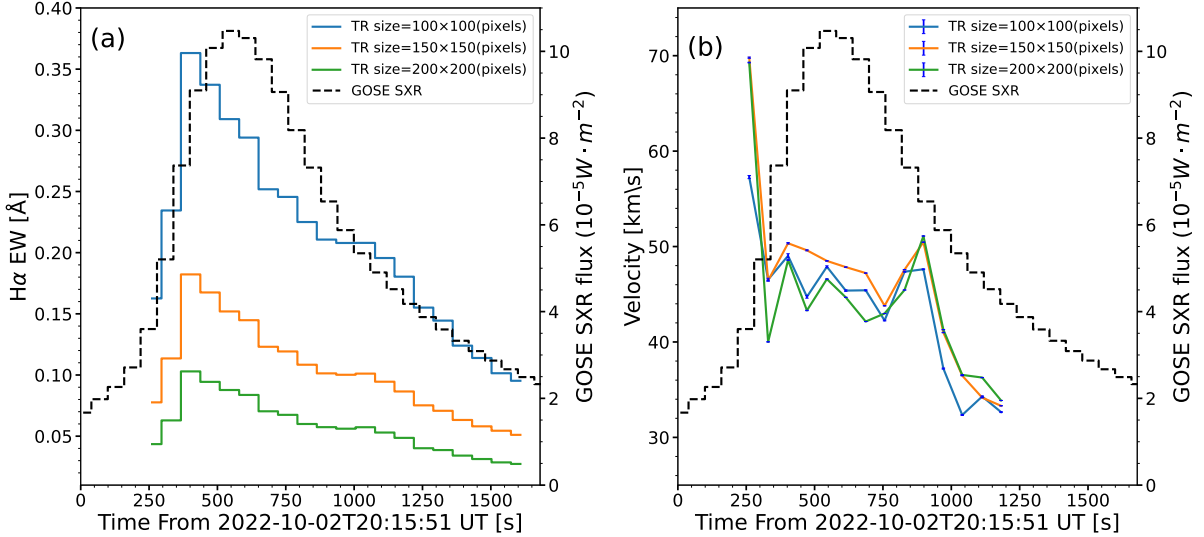 (a)
TR size=100×100(pixels)
TR size=150×150(pixels)
TR size=200×200(pixels)
GOSE SXR
0.40
0.35
0.30
0.25
0.20
0.15
0.10
0.05
Hα EW [Å]
10
8
6
4
2
0
GOSE SXR flux (10⁻⁵W · m⁻²)
0
250
500
750
1000
1250
1500
Time From 2022-10-02T20:15:51 UT [s]
(b)
TR size=100×100(pixels)
TR size=150×150(pixels)
TR size=200×200(pixels)
GOSE SXR
70
60
50
40
30
Velocity [km\s]
10
8
6
4
2
0
GOSE SXR flux (10⁻⁵W · m⁻²)
0
250
500
750
1000
1250
1500
Time From 2022-10-02T20:15:51 UT [s]